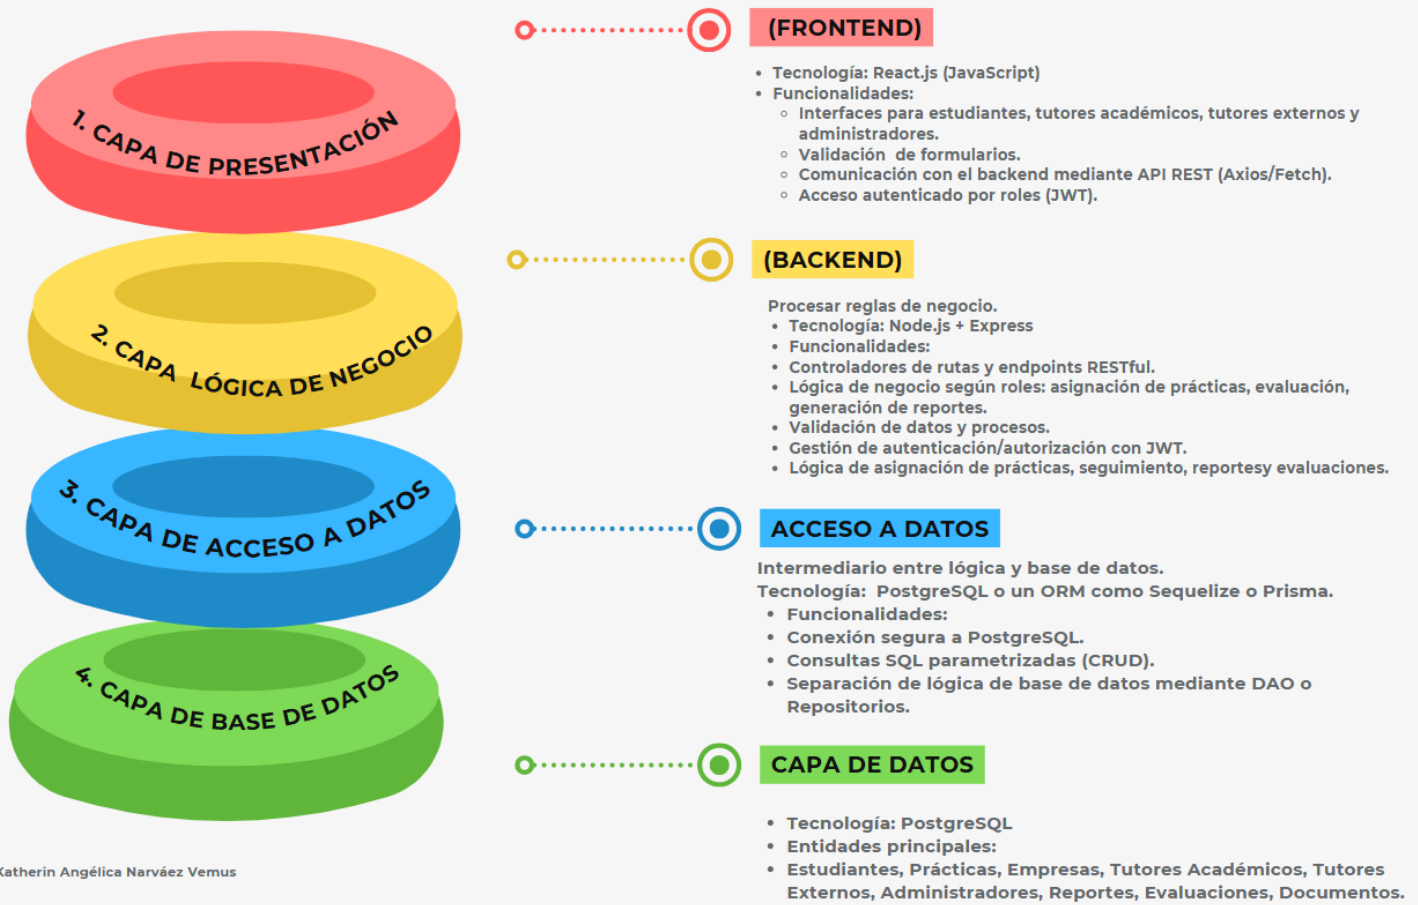 1. CAPA DE PRESENTACIÓN
(FRONTEND)
Tecnología: React.js (JavaScript)
Funcionalidades:
Interfaces para estudiantes, tutores académicos, tutores externos y
administradores.
Validación de formularios.
Comunicación con el backend mediante API REST (Axios/Fetch).
Acceso autenticado por roles (JWT).
2. CAPA LÓGICA DE NEGOCIO
(BACKEND)
Procesar reglas de negocio.
Tecnología: Node.js + Express
Funcionalidades:
Controladores de rutas y endpoints RESTful.
Lógica de negocio según roles: asignación de prácticas, evaluación,
generación de reportes.
Validación de datos y procesos.
Gestión de autenticación/autorización con JWT.
Lógica de asignación de prácticas, seguimiento, reportesy evaluaciones.
3. CAPA DE ACCESO A DATOS
ACCESO A DATOS
Intermediario entre lógica y base de datos.
Tecnología: PostgreSQL o un ORM como Sequelize o Prisma.
Funcionalidades:
Conexión segura a PostgreSQL.
Consultas SQL parametrizadas (CRUD).
Separación de lógica de base de datos mediante DAO o
Repositorios.
4. CAPA DE BASE DE DATOS
CAPA DE DATOS
Tecnología: PostgreSQL
Entidades principales:
Estudiantes, Prácticas, Empresas, Tutores Académicos, Tutores
Externos, Administradores, Reportes, Evaluaciones, Documentos.
Katherin Angélica Narváez Vemus